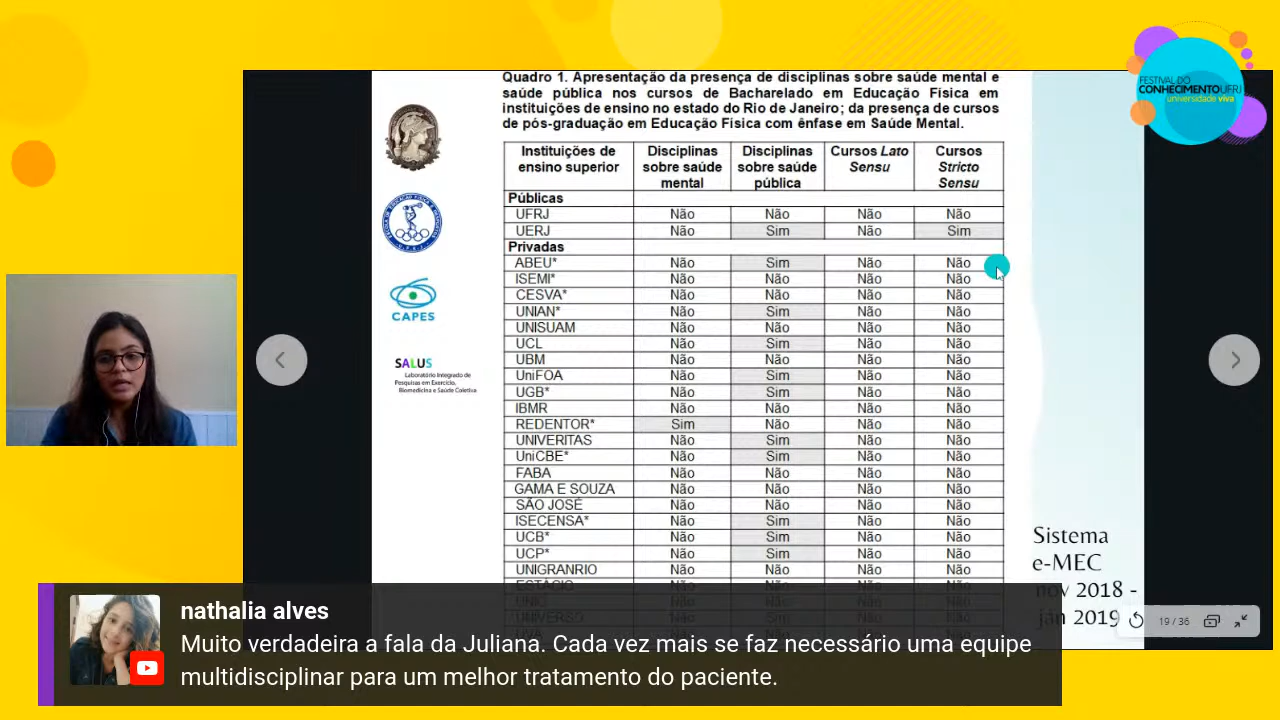 FESTIVAL DO
CONHECIMENTO UFRJ
universidade viva
Quadro 1. Apresentação da presença de disciplinas sobre saúde mental e
saúde pública nos cursos de Bacharelado em Educação Física em
instituições de ensino no estado do Rio de Janeiro; da presença de cursos
de pós-graduação em Educação Física com ênfase em Saúde Mental.
Instituições de ensino superior Disciplinas sobre saúde mental Disciplinas sobre saúde pública Cursos Lato Sensu Cursos Stricto Sensu
Públicas
UFRJ Não Não Não Não
UERJ Não Sim Não Sim
Privadas
ABEU* Não Sim Não Não
ISEMI* Não Não Não Não
CESVA* Não Não Não Não
UNIAN* Não Sim Não Não
UNISUAM Não Não Não Não
UCL Não Sim Não Não
UBM Não Não Não Não
UniFOA Não Sim Não Não
UGB* Não Sim Não Não
IBMR Não Não Não Não
REDENTOR* Sim Não Não Não
UNIVERITAS Não Sim Não Não
UniCBE* Não Sim Não Não
FABA Não Não Não Não
GAMA E SOUZA Não Não Não Não
SÃO JOSÉ Não Não Não Não
ISECENSA* Não Sim Não Não
UCB* Não Sim Não Não
UCP* Não Sim Não Não
UNIGRANRIO Não Não Não Não
ESTÁCIO
UNIVERSO
UVA
CAPES
SALUS
Laboratório Integrado de
Pesquisas em Exercício,
Biomedicina e Saúde Coletiva
Sistema
e-MEC
nov 2018 -
jan 2019
19 / 36
nathalia alves
Muito verdadeira a fala da Juliana. Cada vez mais se faz necessário uma equipe
multidisciplinar para um melhor tratamento do paciente.